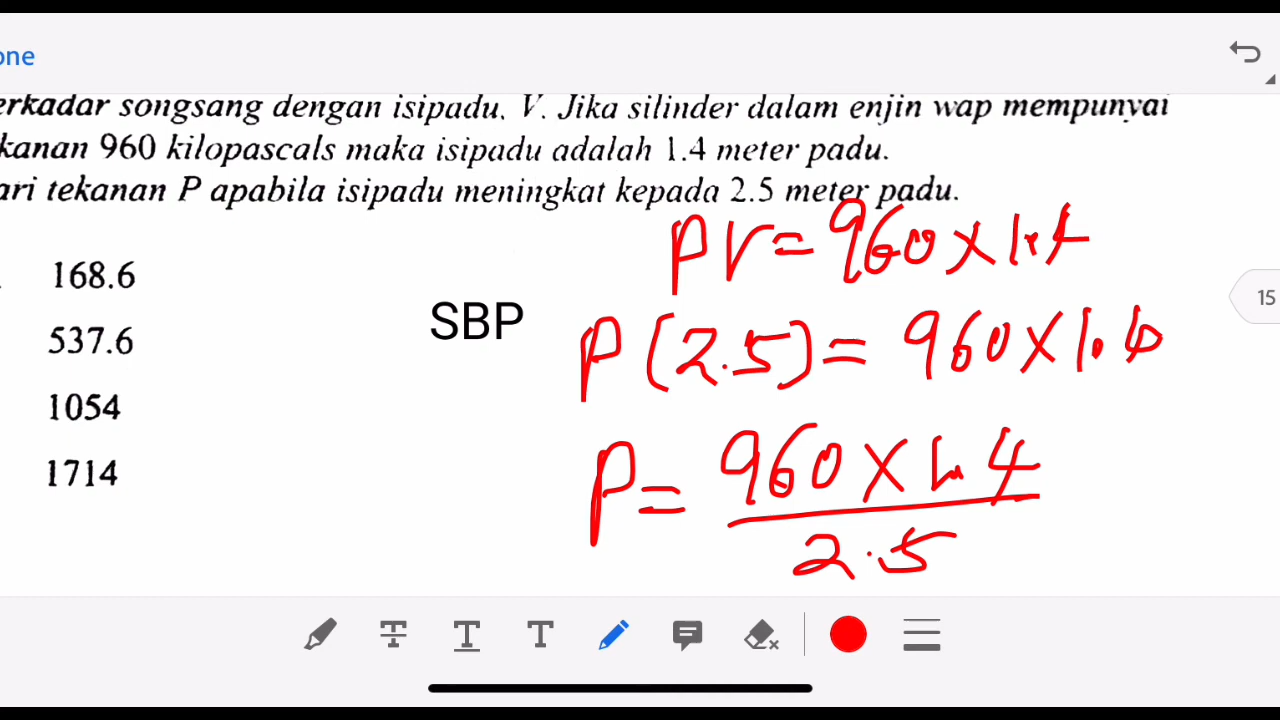 one
erkadar songsang dengan isipadu, V. Jika silinder dalam enjin wap mempunyai
kanan 960 kilopascals maka isipadu adalah 1.4 meter padu.
ari tekanan P apabila isipadu meningkat kepada 2.5 meter padu.
PV = 960 x 1.4
168.6
SBP
15
P (2.5) = 960 x 1.4
537.6
1054
P = 960 x 1.4
1714
2.5
T T T